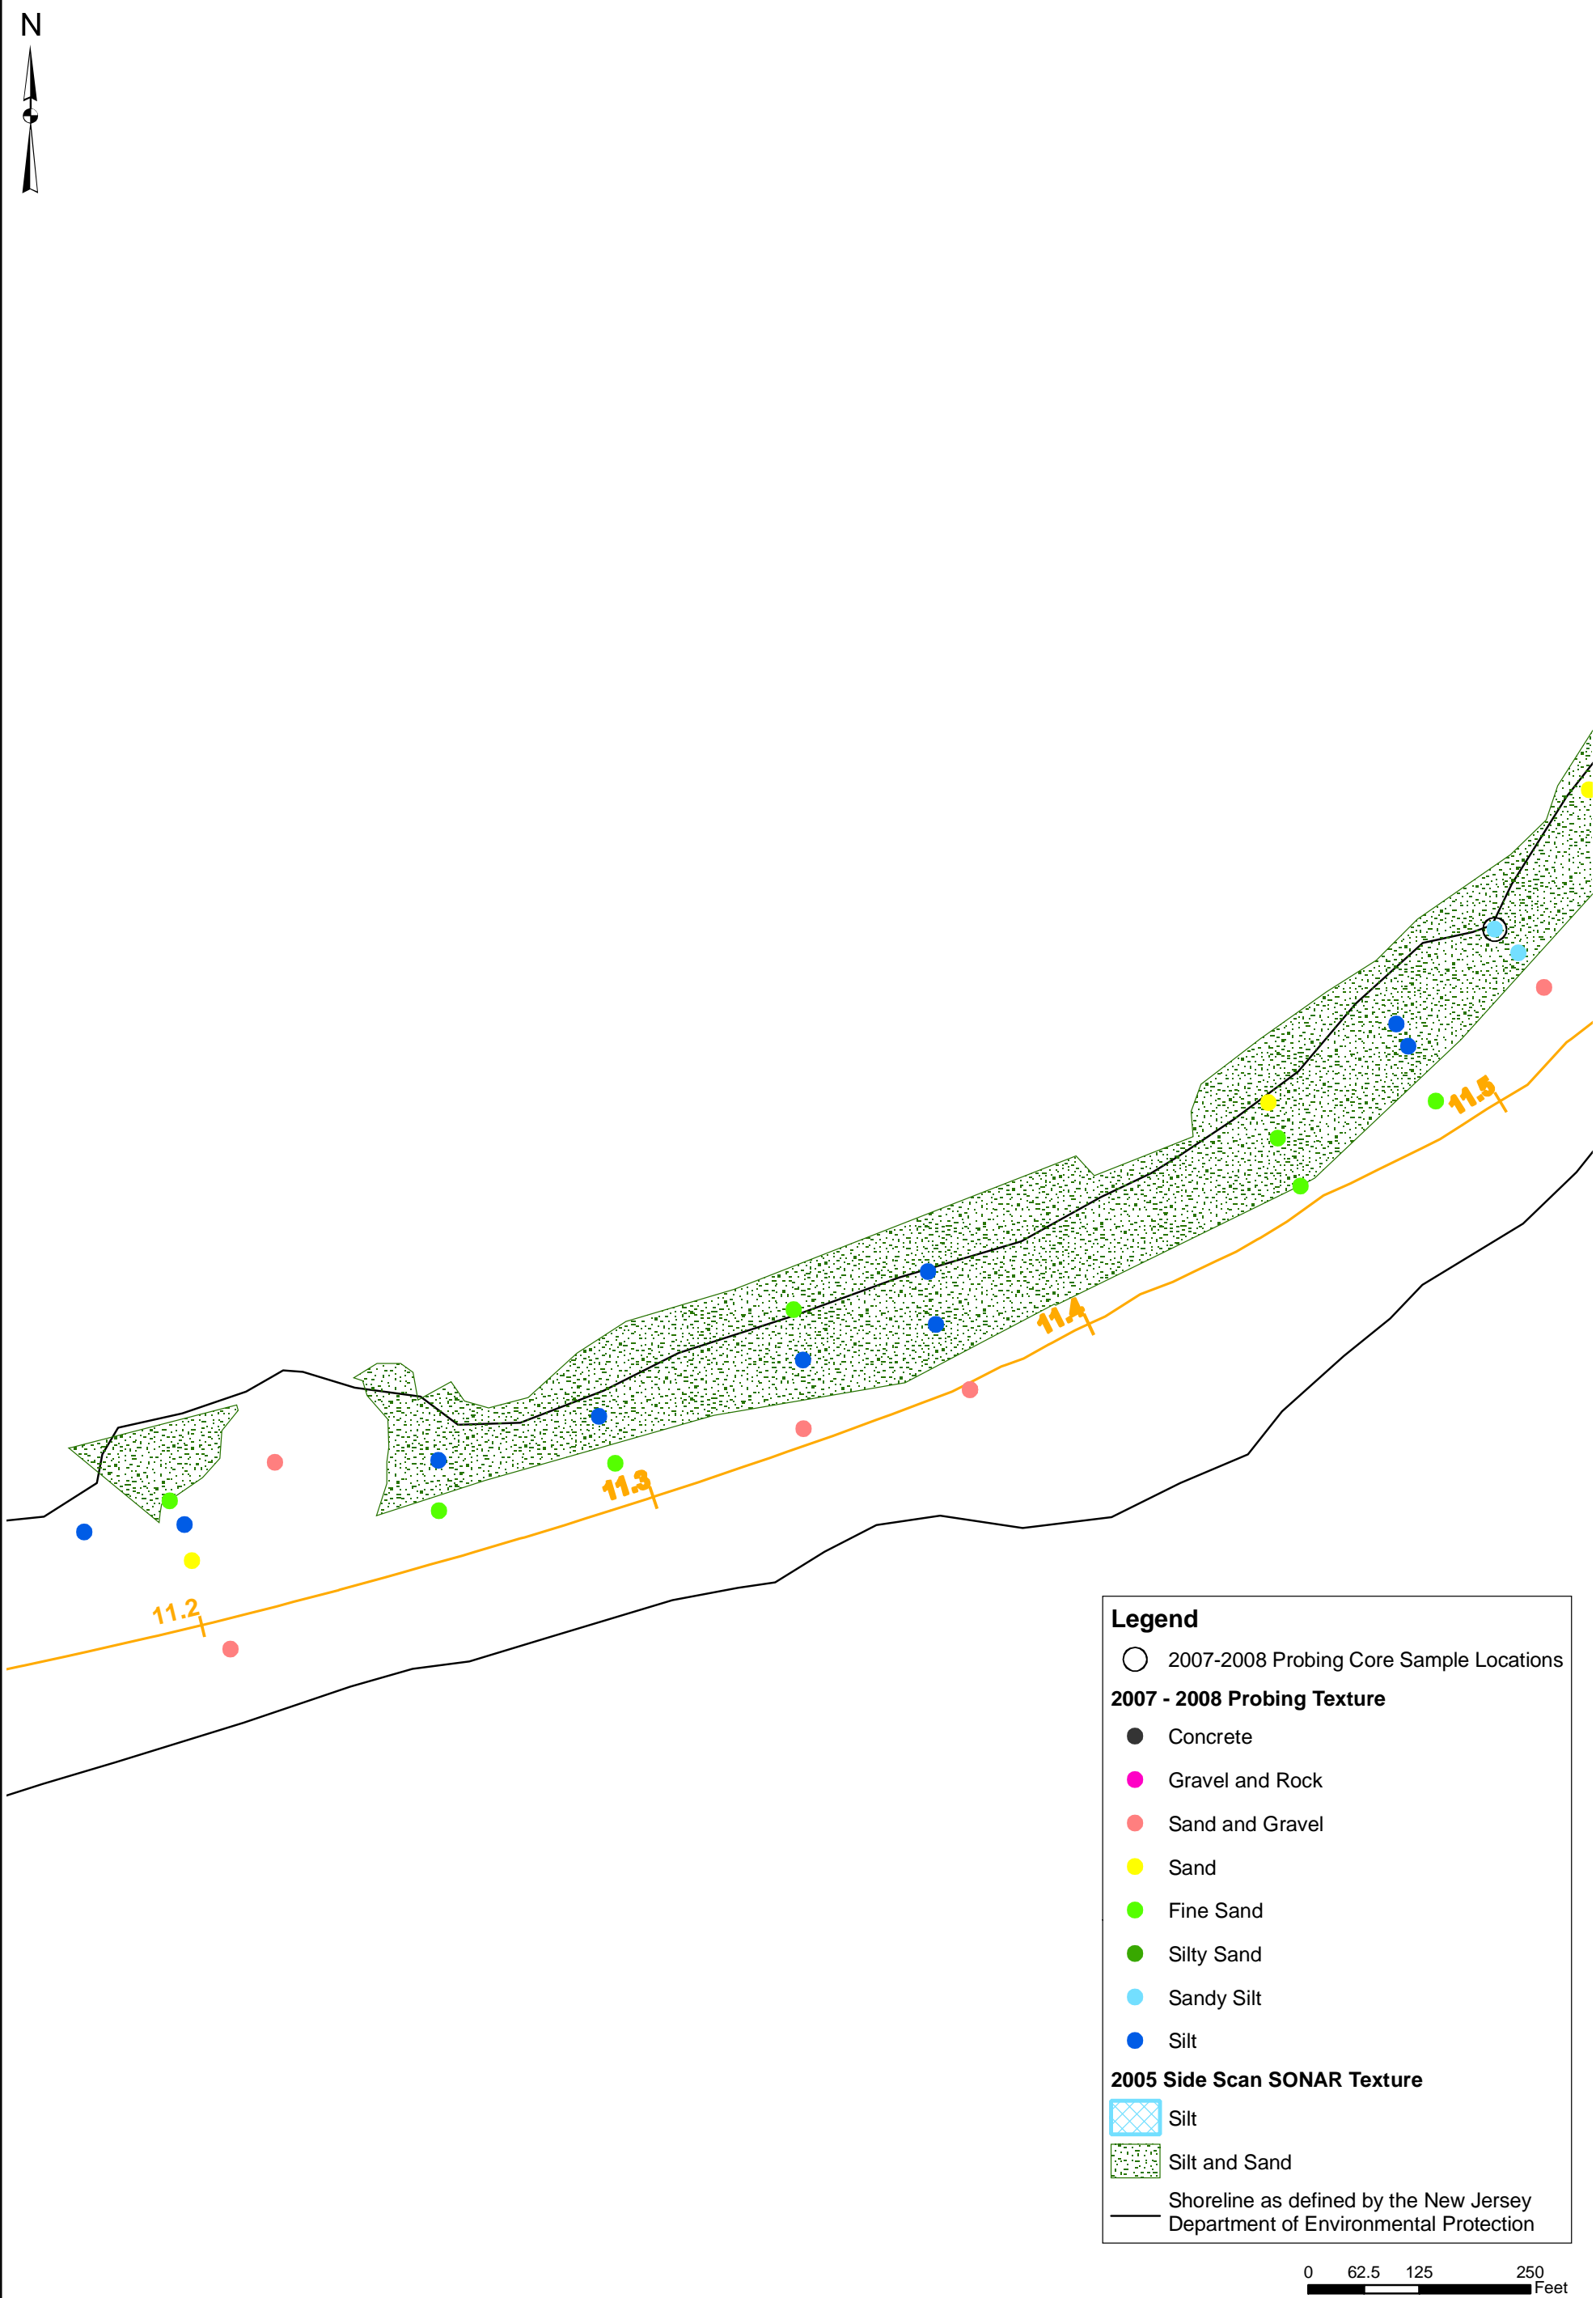 N
11.5
11.4
11.3
11.2
Legend
2007-2008 Probing Core Sample Locations
2007 - 2008 Probing Texture
Concrete
Gravel and Rock
Sand and Gravel
Sand
Fine Sand
Silty Sand
Sandy Silt
Silt
2005 Side Scan SONAR Texture
Silt
Silt and Sand
Shoreline as defined by the New Jersey
Department of Environmental Protection
0 62.5 125 250
Feet